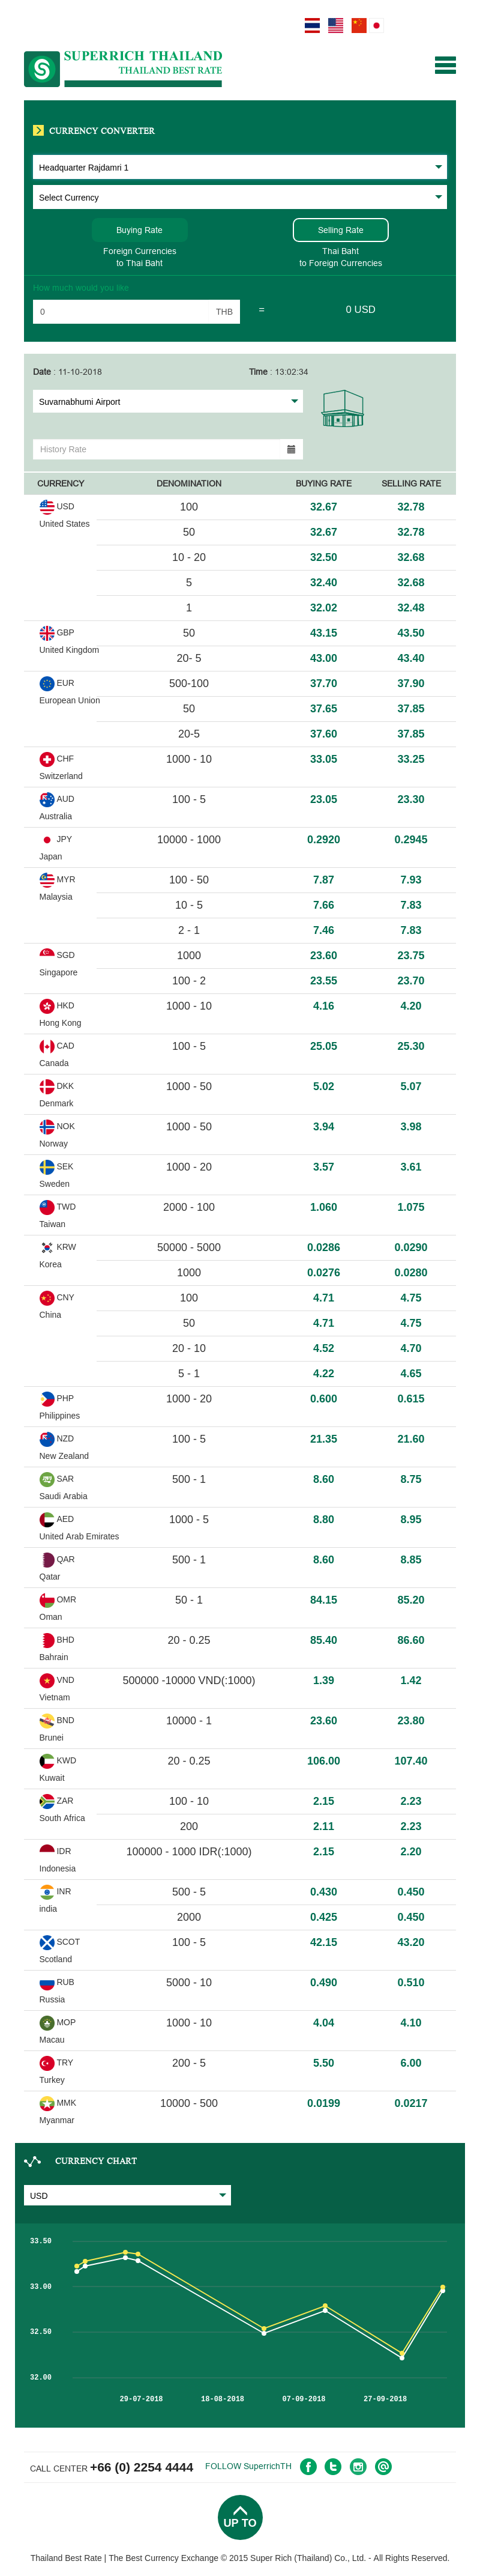 SUPERRICH THAILAND
THAILAND BEST RATE
CURRENCY CONVERTER
Headquarter Rajdamri 1
Select Currency
Buying Rate Selling Rate
Foreign Currencies Thai Baht
to Thai Baht to Foreign Currencies
How much would you like
0 THB = 0 USD
Date : 11-10-2018 Time : 13:02:34
Suvarnabhumi Airport
History Rate
CURRENCY DENOMINATION BUYING RATE SELLING RATE
USD 100 32.67 32.78
United States
50 32.67 32.78
10 - 20 32.50 32.68
5 32.40 32.68
1 32.02 32.48
GBP 50 43.15 43.50
United Kingdom
20- 5 43.00 43.40
EUR 500-100 37.70 37.90
European Union
50 37.65 37.85
20-5 37.60 37.85
CHF 1000 - 10 33.05 33.25
Switzerland
AUD 100 - 5 23.05 23.30
Australia
JPY 10000 - 1000 0.2920 0.2945
Japan
MYR 100 - 50 7.87 7.93
Malaysia
10 - 5 7.66 7.83
2 - 1 7.46 7.83
SGD 1000 23.60 23.75
Singapore
100 - 2 23.55 23.70
HKD 1000 - 10 4.16 4.20
Hong Kong
CAD 100 - 5 25.05 25.30
Canada
DKK 1000 - 50 5.02 5.07
Denmark
NOK 1000 - 50 3.94 3.98
Norway
SEK 1000 - 20 3.57 3.61
Sweden
TWD 2000 - 100 1.060 1.075
Taiwan
KRW 50000 - 5000 0.0286 0.0290
Korea
1000 0.0276 0.0280
CNY 100 4.71 4.75
China
50 4.71 4.75
20 - 10 4.52 4.70
5 - 1 4.22 4.65
PHP 1000 - 20 0.600 0.615
Philippines
NZD 100 - 5 21.35 21.60
New Zealand
SAR 500 - 1 8.60 8.75
Saudi Arabia
AED 1000 - 5 8.80 8.95
United Arab Emirates
QAR 500 - 1 8.60 8.85
Qatar
OMR 50 - 1 84.15 85.20
Oman
BHD 20 - 0.25 85.40 86.60
Bahrain
VND 500000 -10000 VND(:1000) 1.39 1.42
Vietnam
BND 10000 - 1 23.60 23.80
Brunei
KWD 20 - 0.25 106.00 107.40
Kuwait
ZAR 100 - 10 2.15 2.23
South Africa
200 2.11 2.23
IDR 100000 - 1000 IDR(:1000) 2.15 2.20
Indonesia
INR 500 - 5 0.430 0.450
india
2000 0.425 0.450
SCOT 100 - 5 42.15 43.20
Scotland
RUB 5000 - 10 0.490 0.510
Russia
MOP 1000 - 10 4.04 4.10
Macau
TRY 200 - 5 5.50 6.00
Turkey
MMK 10000 - 500 0.0199 0.0217
Myanmar
CURRENCY CHART
USD
33.50
33.00
32.50
32.00
29-07-2018 18-08-2018 07-09-2018 27-09-2018
CALL CENTER +66 (0) 2254 4444 FOLLOW SuperrichTH
UP TO
Thailand Best Rate | The Best Currency Exchange © 2015 Super Rich (Thailand) Co., Ltd. - All Rights Reserved.